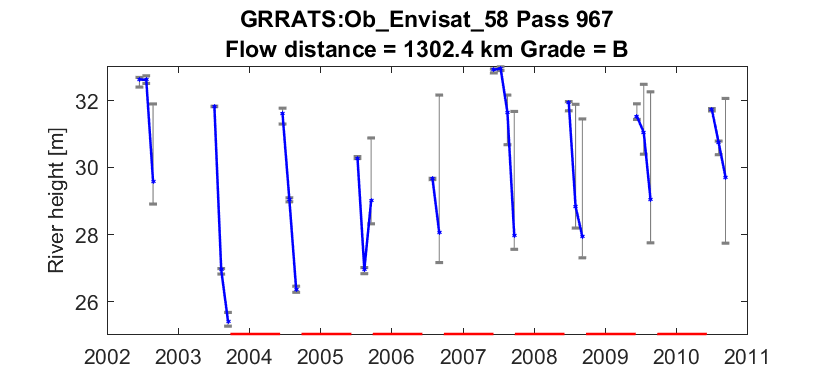 GRRATS:Ob_Envisat_58 Pass 967
Flow distance = 1302.4 km Grade = B
River height [m]
32
30
28
26
2002 2003 2004 2005 2006 2007 2008 2009 2010 2011